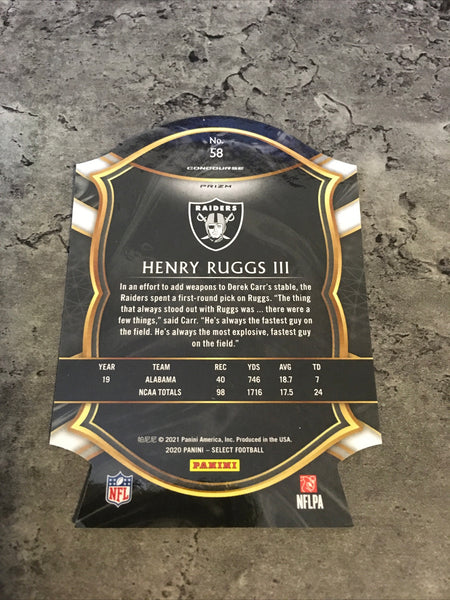 No.
58
CONCOURSE
PRIZM
RAIDERS
HENRY RUGGS III
In an effort to add weapons to Derek Carr's stable, the
Raiders spent a first-round pick on Ruggs. "The thing
that always stood out with Ruggs was ... there were
a few things," said Carr. "He's always the fastest guy on
the field. He's always the most explosive, fastest guy
on the field."
YEAR TEAM REC YDS AVG TD
19 ALABAMA 40 746 18.7 7
NCAA TOTALS 98 1716 17.5 24
帕尼尼 © 2021 Panini America, Inc. Produced in the USA.
2020 PANINI – SELECT FOOTBALL
PANINI
NFL
NFLPA